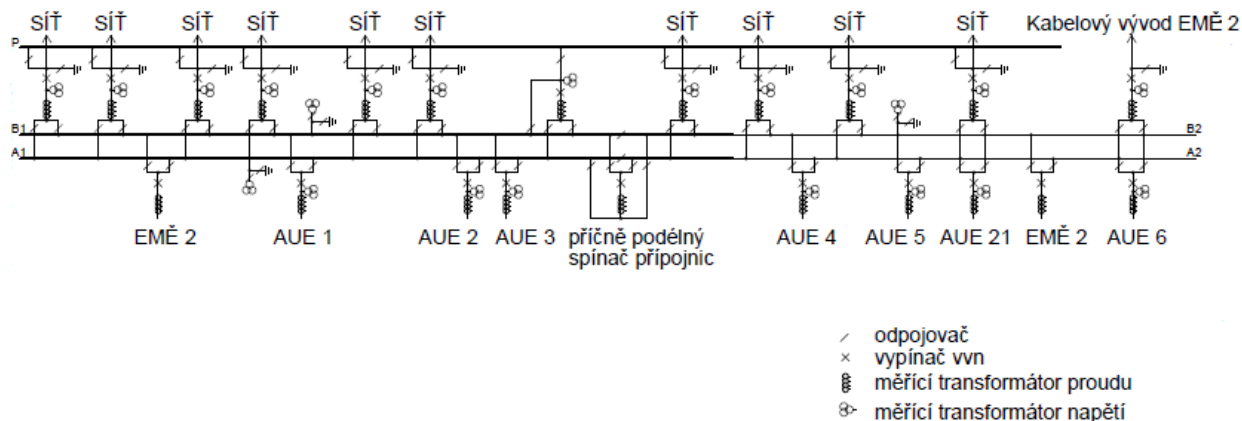 SÍŤ SÍŤ SÍŤ SÍŤ SÍŤ SÍŤ SÍŤ SÍŤ SÍŤ SÍŤ Kabelový vývod EMĚ 2
P
B1 B2
A1 A2
EMĚ 2 AUE 1 AUE 2 AUE 3 příčně podélný AUE 4 AUE 5 AUE 21 EMĚ 2 AUE 6
spínač přípojnic
odpojovač
vypínač vvn
měřící transformátor proudu
měřící transformátor napětí